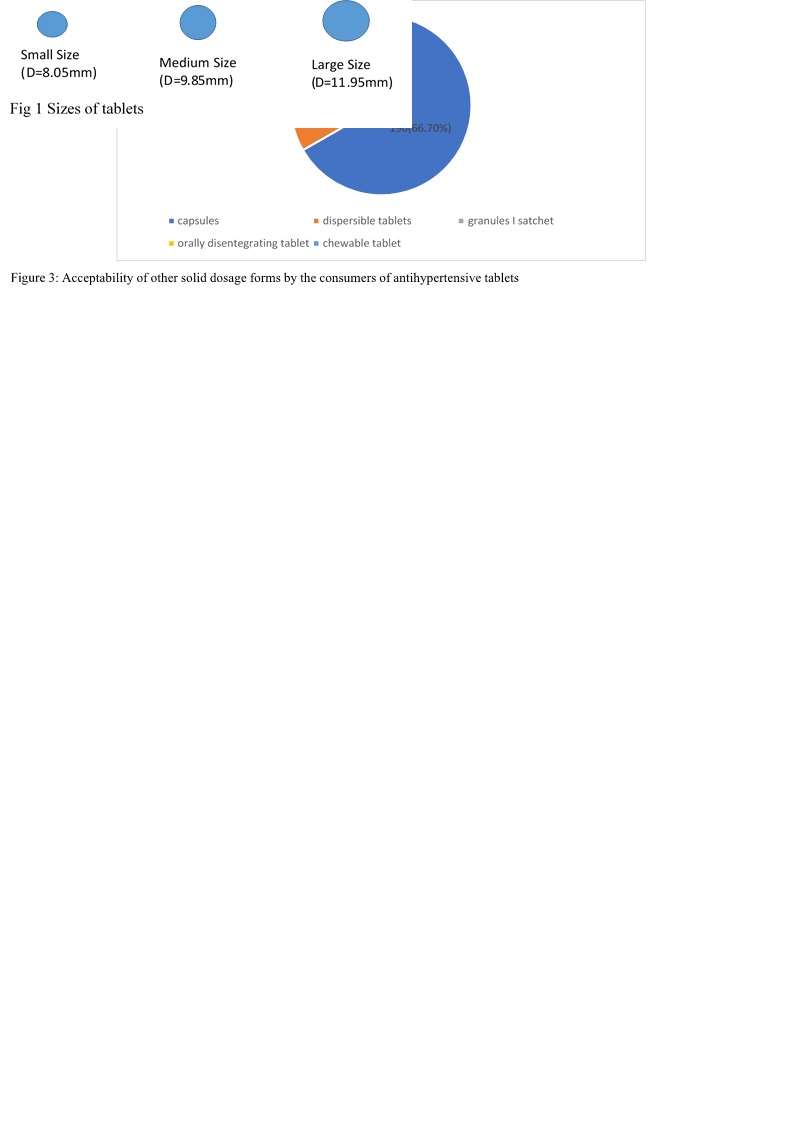 Small Size
(D=8.05mm)
Medium Size
(D=9.85mm)
Large Size
(D=11.95mm)
Fig 1 Sizes of tablets
(66.70%)
capsules
dispersible tablets
granules I satchet
orally disentegrating tablet
chewable tablet
Figure 3: Acceptability of other solid dosage forms by the consumers of antihypertensive tablets